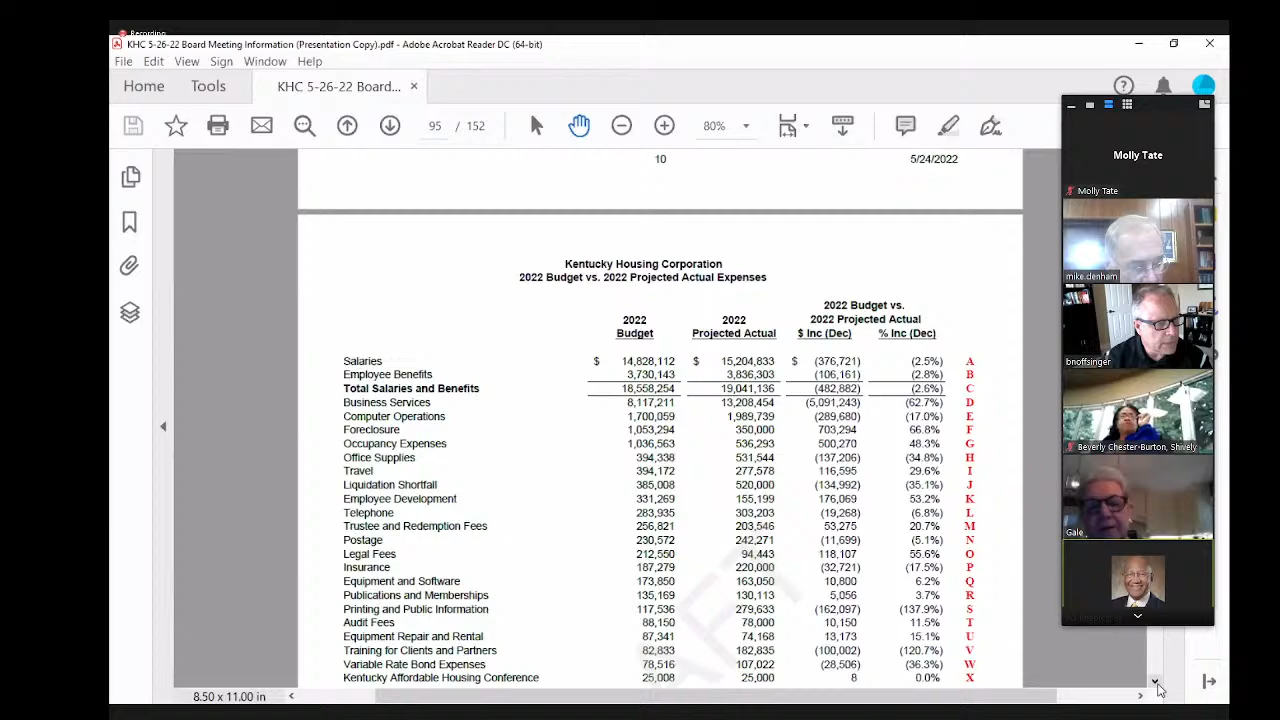 Recording
KHC 5-26-22 Board Meeting Information (Presentation Copy).pdf - Adobe Acrobat Reader DC (64-bit)
File Edit View Sign Window Help
Home Tools KHC 5-26-22 Board... ×
95 / 152 80%
10 5/24/2022
Kentucky Housing Corporation
2022 Budget vs. 2022 Projected Actual Expenses
2022 Budget vs.
2022 2022 2022 Projected Actual
Budget Projected Actual $ Inc (Dec) % Inc (Dec)
Salaries $ 14,828,112 $ 15,204,833 $ (376,721) (2.5%) A
Employee Benefits 3,730,143 3,836,303 (106,161) (2.8%) B
Total Salaries and Benefits 18,558,254 19,041,136 (482,882) (2.6%) C
Business Services 8,117,211 13,208,454 (5,091,243) (62.7%) D
Computer Operations 1,700,059 1,989,739 (289,680) (17.0%) E
Foreclosure 1,053,294 350,000 703,294 66.8% F
Occupancy Expenses 1,036,563 536,293 500,270 48.3% G
Office Supplies 394,338 531,544 (137,206) (34.8%) H
Travel 394,172 277,578 116,595 29.6% I
Liquidation Shortfall 385,008 520,000 (134,992) (35.1%) J
Employee Development 331,269 155,199 176,069 53.2% K
Telephone 283,935 303,203 (19,268) (6.8%) L
Trustee and Redemption Fees 256,821 203,546 53,275 20.7% M
Postage 230,572 242,271 (11,699) (5.1%) N
Legal Fees 212,550 94,443 118,107 55.6% O
Insurance 187,279 220,000 (32,721) (17.5%) P
Equipment and Software 173,850 163,050 10,800 6.2% Q
Publications and Memberships 135,169 130,113 5,056 3.7% R
Printing and Public Information 117,536 279,633 (162,097) (137.9%) S
Audit Fees 88,150 78,000 10,150 11.5% T
Equipment Repair and Rental 87,341 74,168 13,173 15.1% U
Training for Clients and Partners 82,833 182,835 (100,002) (120.7%) V
Variable Rate Bond Expenses 78,516 107,022 (28,506) (36.3%) W
Kentucky Affordable Housing Conference 25,008 25,000 8 0.0% X
8.50 x 11.00 in
Molly Tate
Molly Tate
mike.denham
bnoffsinger
Beverly Chester-Burton, Shively
Gale